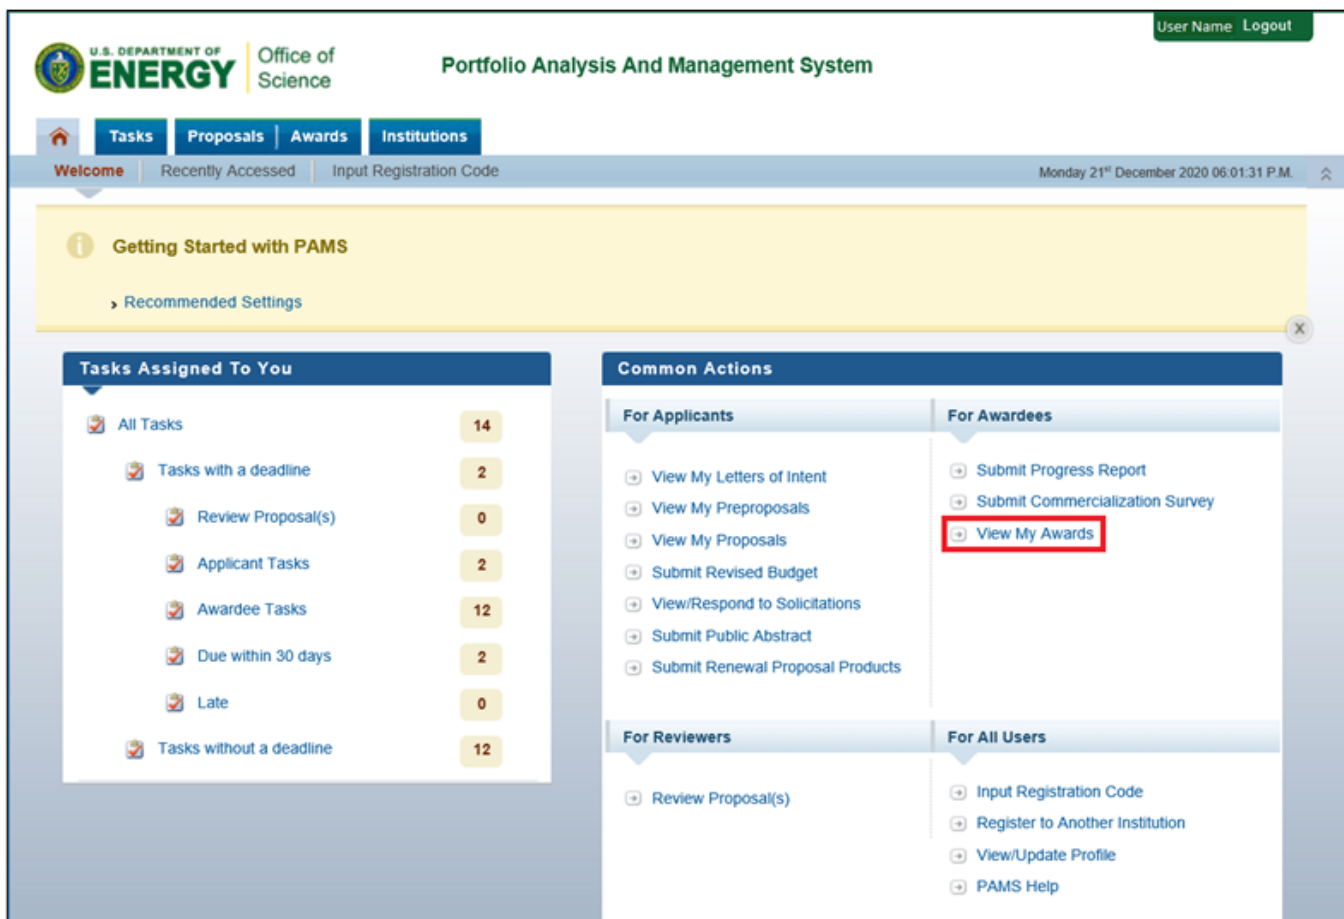 User Name Logout
U.S. DEPARTMENT OF
ENERGY
Office of
Science
Portfolio Analysis And Management System
Tasks Proposals Awards Institutions
Welcome Recently Accessed Input Registration Code Monday 21st December 2020 06:01:31 P.M.
Getting Started with PAMS
Recommended Settings
X
Tasks Assigned To You
All Tasks 14
Tasks with a deadline 2
Review Proposal(s) 0
Applicant Tasks 2
Awardee Tasks 12
Due within 30 days 2
Late 0
Tasks without a deadline 12
Common Actions
For Applicants
View My Letters of Intent
View My Preproposals
View My Proposals
Submit Revised Budget
View/Respond to Solicitations
Submit Public Abstract
Submit Renewal Proposal Products
For Awardees
Submit Progress Report
Submit Commercialization Survey
View My Awards
For Reviewers
Review Proposal(s)
For All Users
Input Registration Code
Register to Another Institution
View/Update Profile
PAMS Help